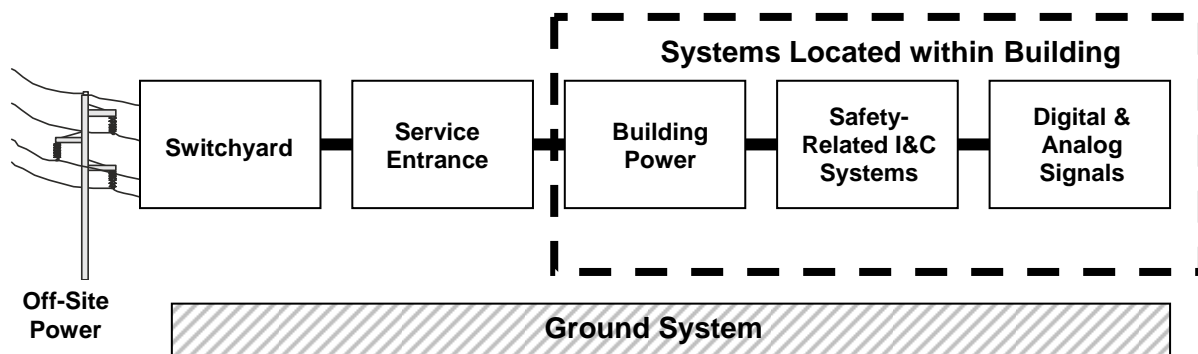 Systems Located within Building
Switchyard
Service
Entrance
Building
Power
Safety-
Related I&C
Systems
Digital &
Analog
Signals
Off-Site
Power
Ground System